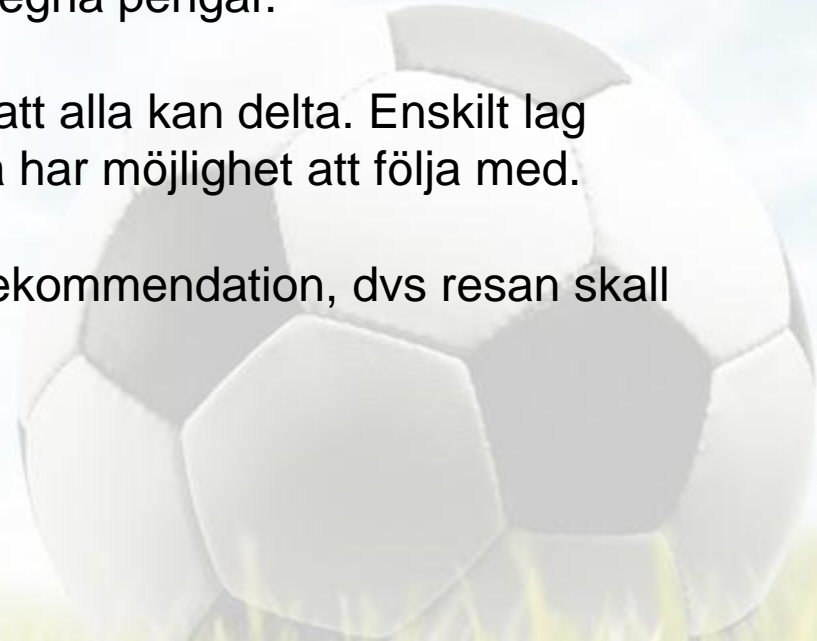 egna pengar.
att alla kan delta. Enskilt lag
har möjlighet att följa med.
ekommendation, dvs resan skall